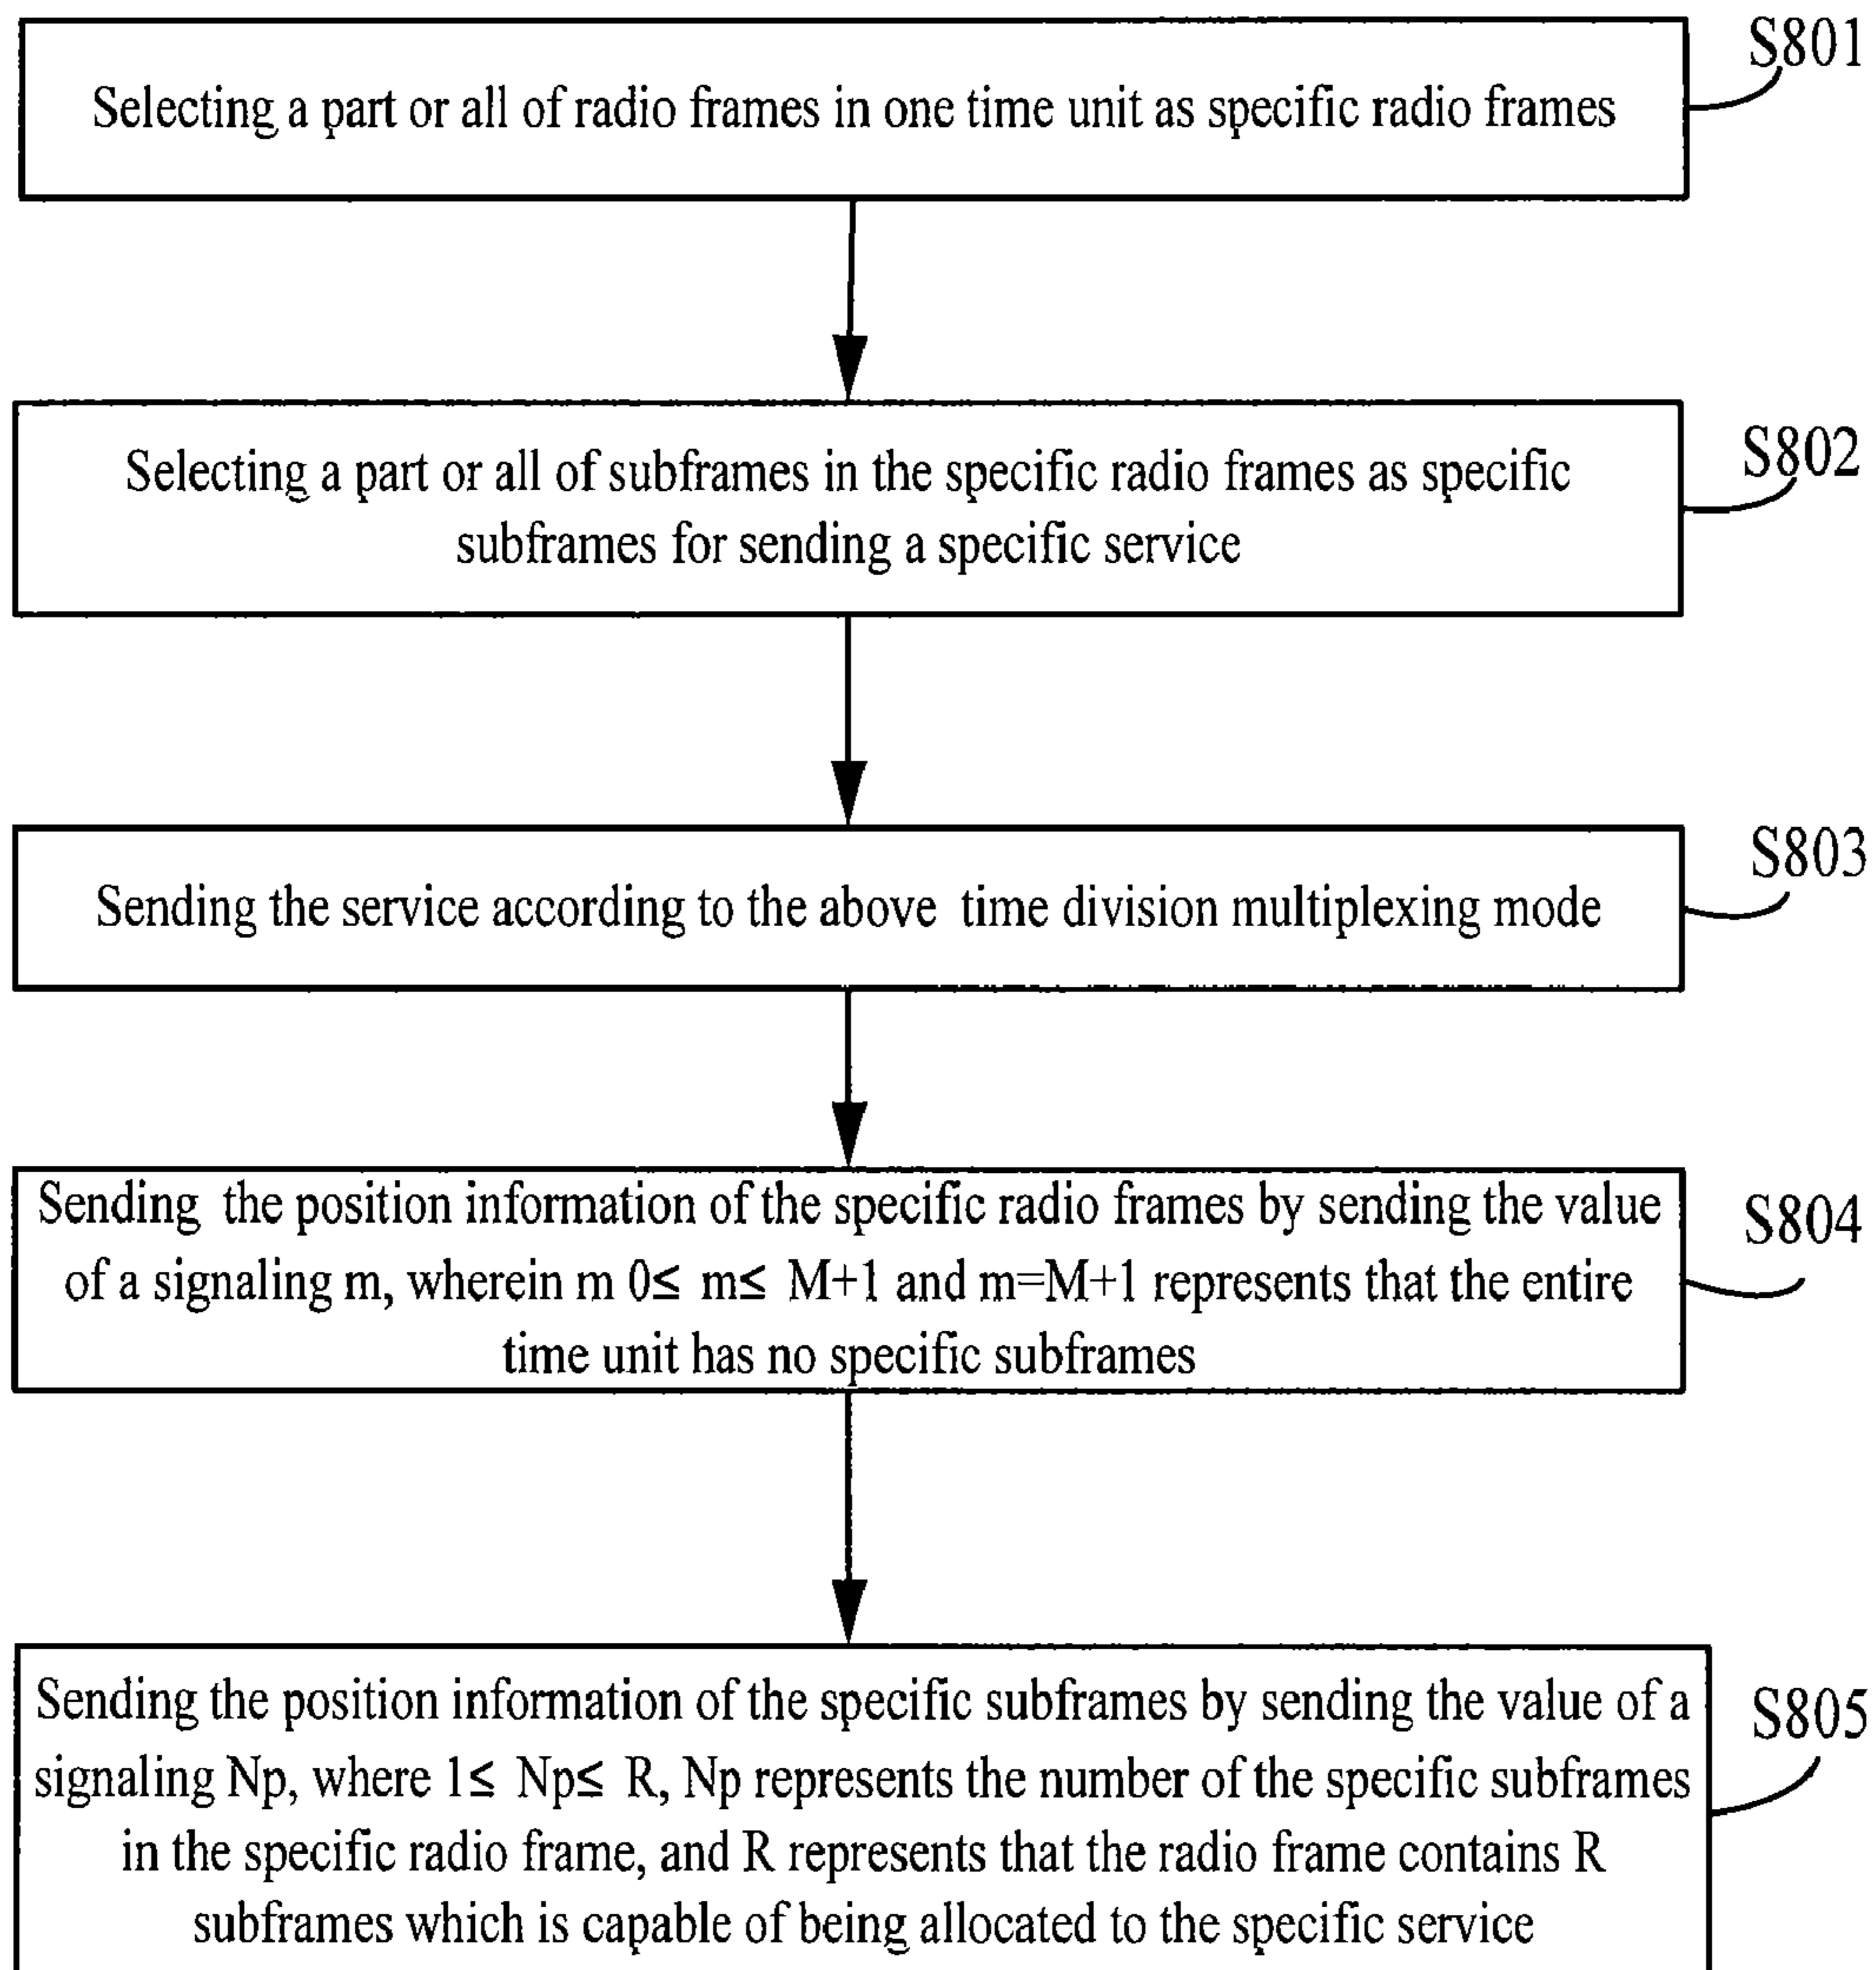 S801
Selecting a part or all of radio frames in one time unit as specific radio frames
S802
Selecting a part or all of subframes in the specific radio frames as specific
subframes for sending a specific service
S803
Sending the service according to the above time division multiplexing mode
S804
Sending the position information of the specific radio frames by sending the value
of a signaling m, wherein m 0≤ m≤ M+1 and m=M+1 represents that the entire
time unit has no specific subframes
S805
Sending the position information of the specific subframes by sending the value of a
signaling Np, where 1≤ Np≤ R, Np represents the number of the specific subframes
in the specific radio frame, and R represents that the radio frame contains R
subframes which is capable of being allocated to the specific service